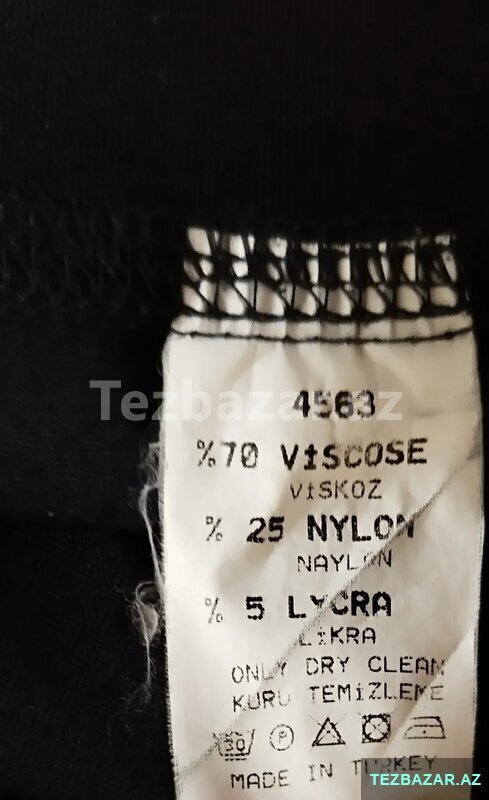 Tezbazar.az
4563
%70 VİSCOSE
VİSKOZ
% 25 NYLON
NAYLON
% 5 LYCRA
LİKRA
ONLY DRY CLEAN
KURU TEMİZLEME
30 P
MADE IN TURKEY
TEZBAZAR.AZ